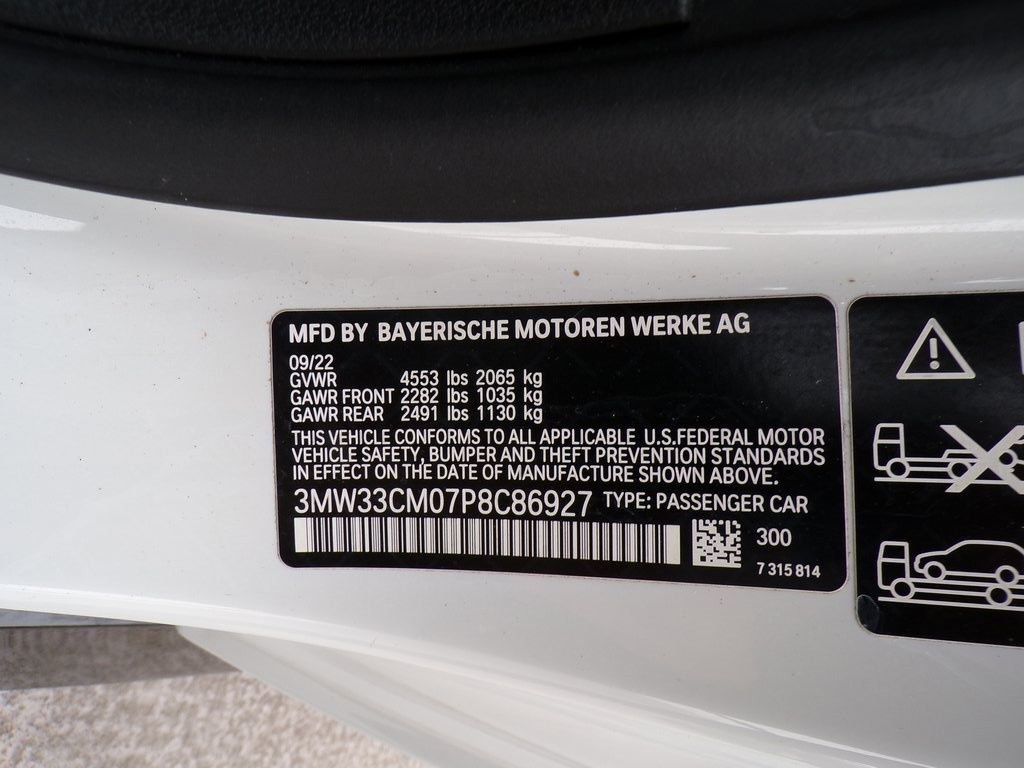 MFD BY BAYERISCHE MOTOREN WERKE AG
09/22
GVWR 4553 lbs 2065 kg
GAWR FRONT 2282 lbs 1035 kg
GAWR REAR 2491 lbs 1130 kg
THIS VEHICLE CONFORMS TO ALL APPLICABLE U.S.FEDERAL MOTOR
VEHICLE SAFETY, BUMPER AND THEFT PREVENTION STANDARDS
IN EFFECT ON THE DATE OF MANUFACTURE SHOWN ABOVE.
3MW33CM07P8C86927 TYPE: PASSENGER CAR
300
7 315 814